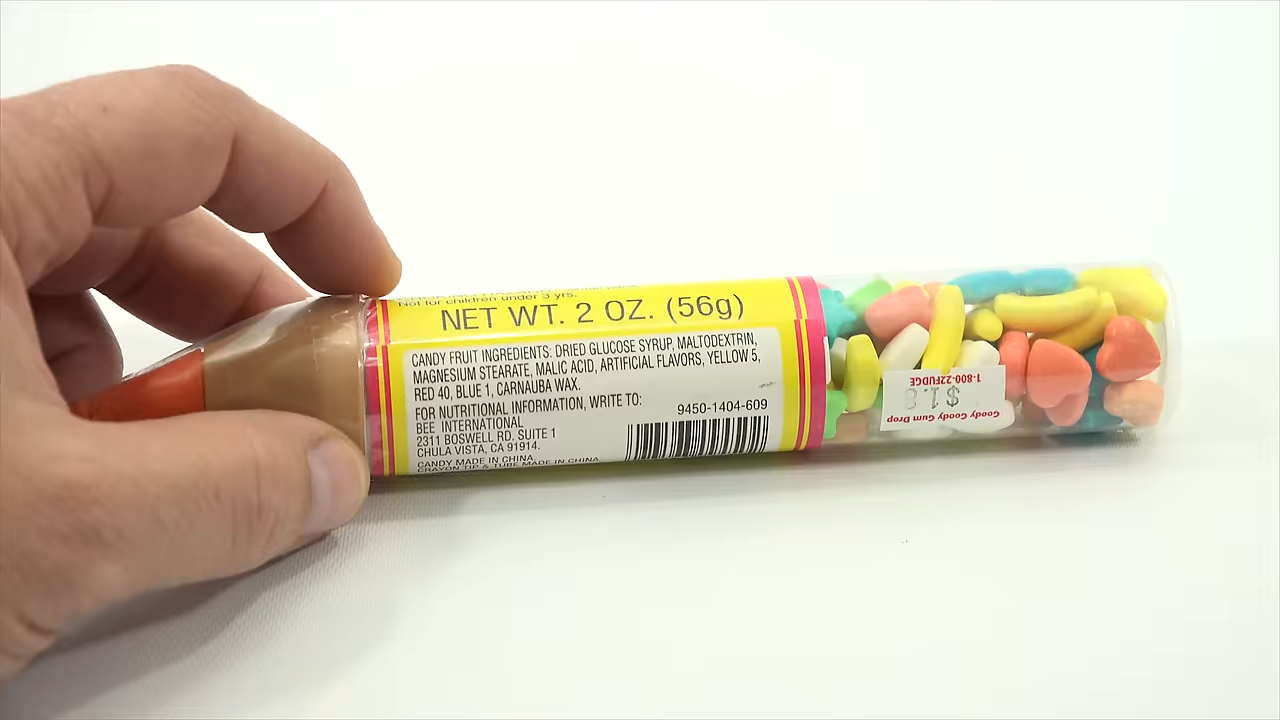 Not for children under 3 yrs.
NET WT. 2 OZ. (56g)
CANDY FRUIT INGREDIENTS: DRIED GLUCOSE SYRUP, MALTODEXTRIN,
MAGNESIUM STEARATE, MALIC ACID, ARTIFICIAL FLAVORS, YELLOW 5,
RED 40, BLUE 1, CARNAUBA WAX.
FOR NUTRITIONAL INFORMATION, WRITE TO:
BEE INTERNATIONAL
2311 BOSWELL RD. SUITE 1
CHULA VISTA, CA 91914.
CANDY MADE IN CHINA.
CRAYON TIP & TUBE MADE IN CHINA.
9450-1404-609
Goody Goody Gum Drop
$1.8
1-800-22FUDGE